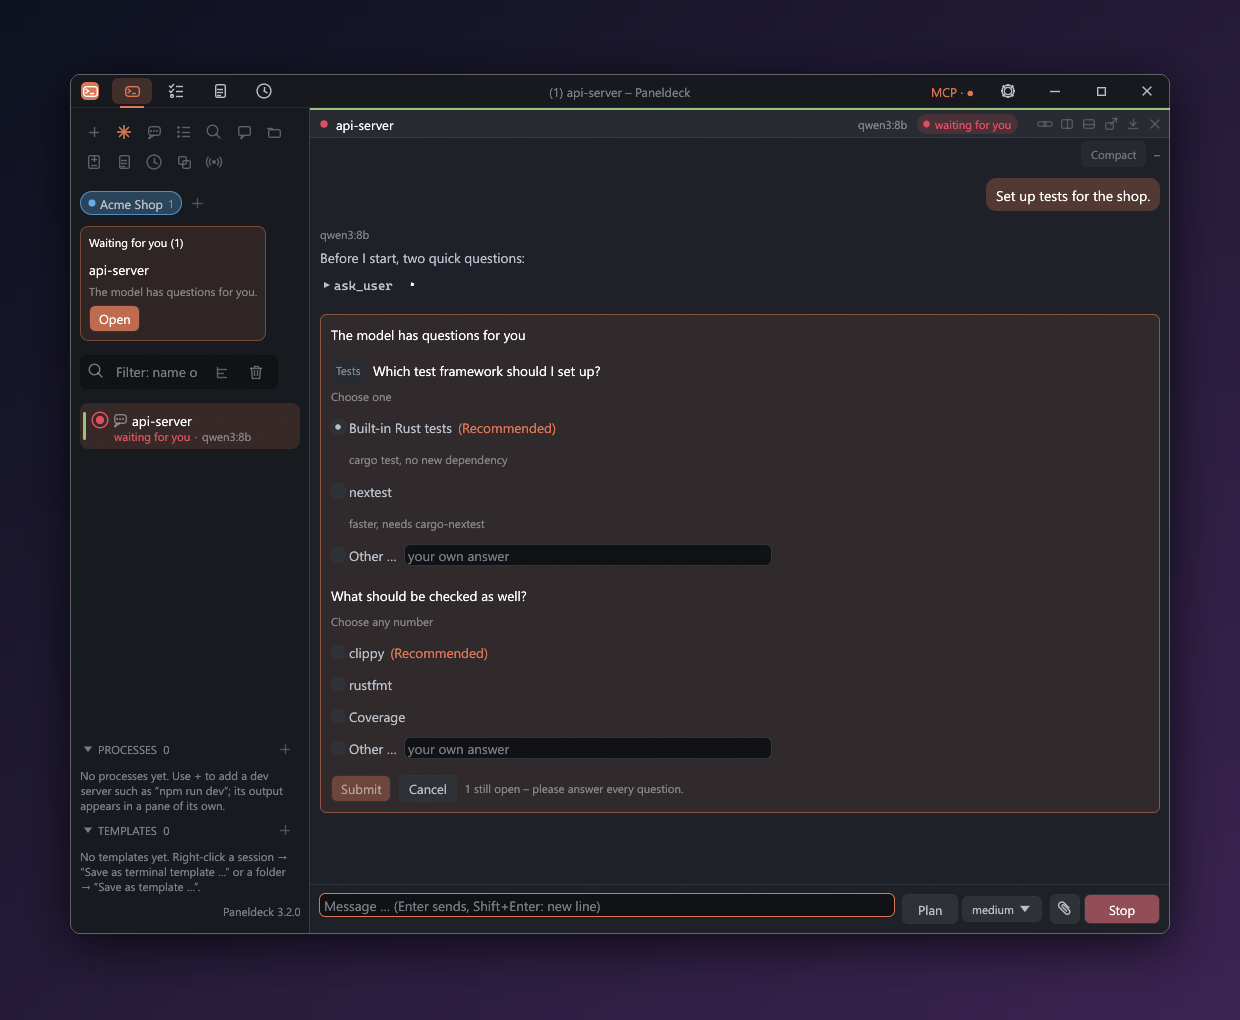 (1) api-server – Paneldeck
MCP · ●
api-server
qwen3:8b
waiting for you
Compact –
Acme Shop 1
Waiting for you (1)
api-server
The model has questions for you.
Open
Filter: name o
api-server
waiting for you · qwen3:8b
PROCESSES 0
No processes yet. Use + to add a dev
server such as “npm run dev”; its output
appears in a pane of its own.
TEMPLATES 0
No templates yet. Right-click a session →
“Save as terminal template ...” or a folder
→ “Save as template ...”.
Paneldeck 3.2.0
Set up tests for the shop.
qwen3:8b
Before I start, two quick questions:
ask_user
The model has questions for you
Tests Which test framework should I set up?
Choose one
Built-in Rust tests (Recommended)
cargo test, no new dependency
nextest
faster, needs cargo-nextest
Other ... your own answer
What should be checked as well?
Choose any number
clippy (Recommended)
rustfmt
Coverage
Other ... your own answer
Submit Cancel 1 still open – please answer every question.
Message ... (Enter sends, Shift+Enter: new line)
Plan
medium
Stop